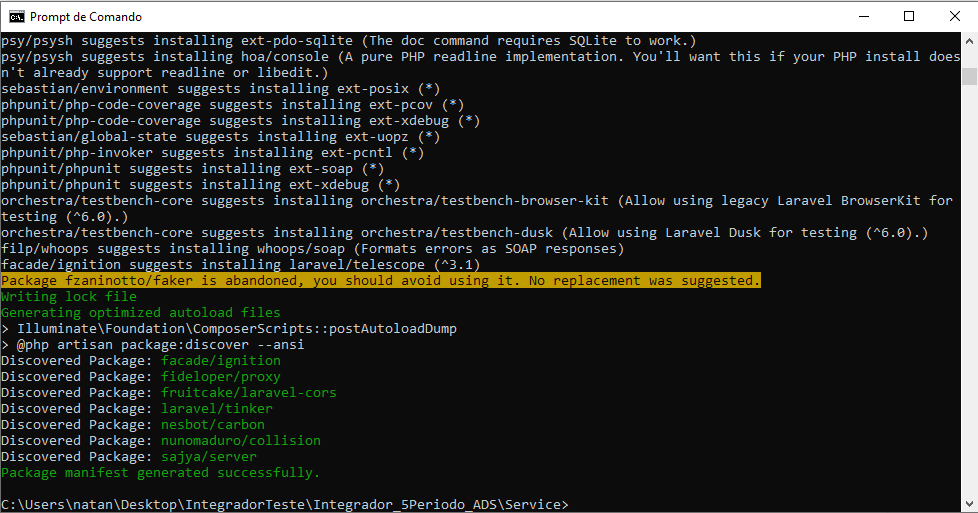 Prompt de Comando
psy/psysh suggests installing ext-pdo-sqlite (The doc command requires SQLite to work.)
psy/psysh suggests installing hoa/console (A pure PHP readline implementation. You'll want this if your PHP install does
n't already support readline or libedit.)
sebastian/environment suggests installing ext-posix (*)
phpunit/php-code-coverage suggests installing ext-pcov (*)
phpunit/php-code-coverage suggests installing ext-xdebug (*)
sebastian/global-state suggests installing ext-uopz (*)
phpunit/php-invoker suggests installing ext-pcntl (*)
phpunit/phpunit suggests installing ext-soap (*)
phpunit/phpunit suggests installing ext-xdebug (*)
orchestra/testbench-core suggests installing orchestra/testbench-browser-kit (Allow using legacy Laravel BrowserKit for
testing (^6.0).)
orchestra/testbench-core suggests installing orchestra/testbench-dusk (Allow using Laravel Dusk for testing (^6.0).)
filp/whoops suggests installing whoops/soap (Formats errors as SOAP responses)
facade/ignition suggests installing laravel/telescope (^3.1)
Package fzaninotto/faker is abandoned, you should avoid using it. No replacement was suggested.
Writing lock file
Generating optimized autoload files
> Illuminate\Foundation\ComposerScripts::postAutoloadDump
> @php artisan package:discover --ansi
Discovered Package: facade/ignition
Discovered Package: fideloper/proxy
Discovered Package: fruitcake/laravel-cors
Discovered Package: laravel/tinker
Discovered Package: nesbot/carbon
Discovered Package: nunomaduro/collision
Discovered Package: sajya/server
Package manifest generated successfully.
C:\Users\natan\Desktop\IntegradorTeste\Integrador_5Periodo_ADS\Service>